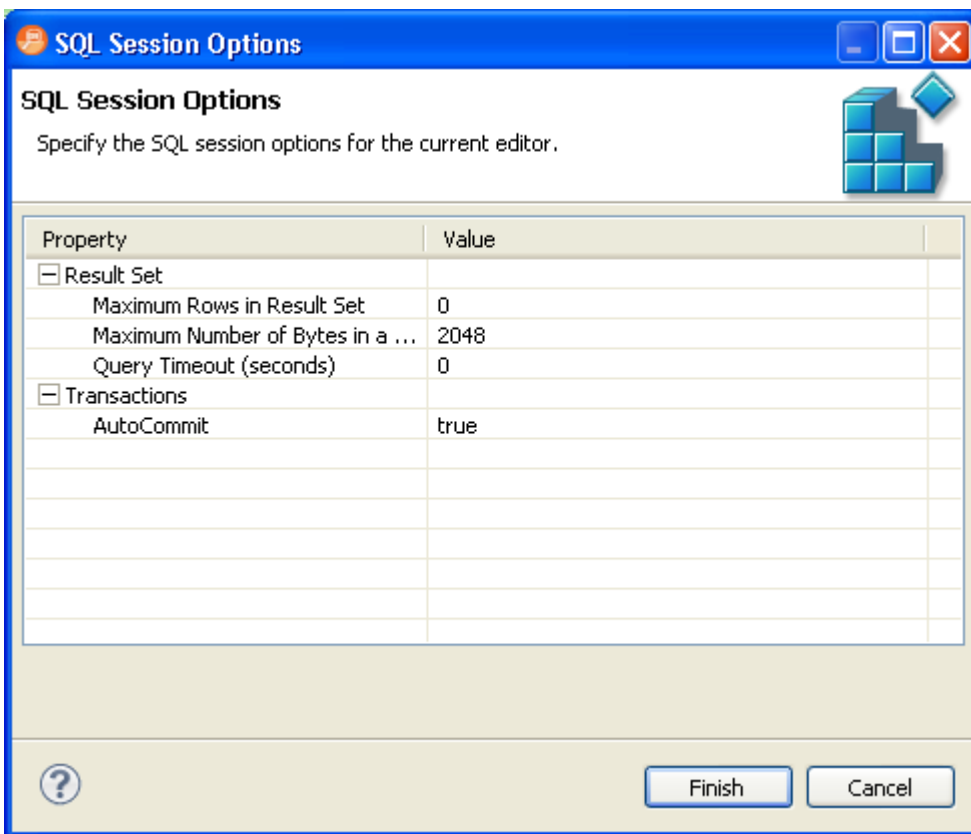 SQL Session Options
SQL Session Options
Specify the SQL session options for the current editor.
Property Value
Result Set
Maximum Rows in Result Set 0
Maximum Number of Bytes in a ... 2048
Query Timeout (seconds) 0
Transactions
AutoCommit true
? Finish Cancel